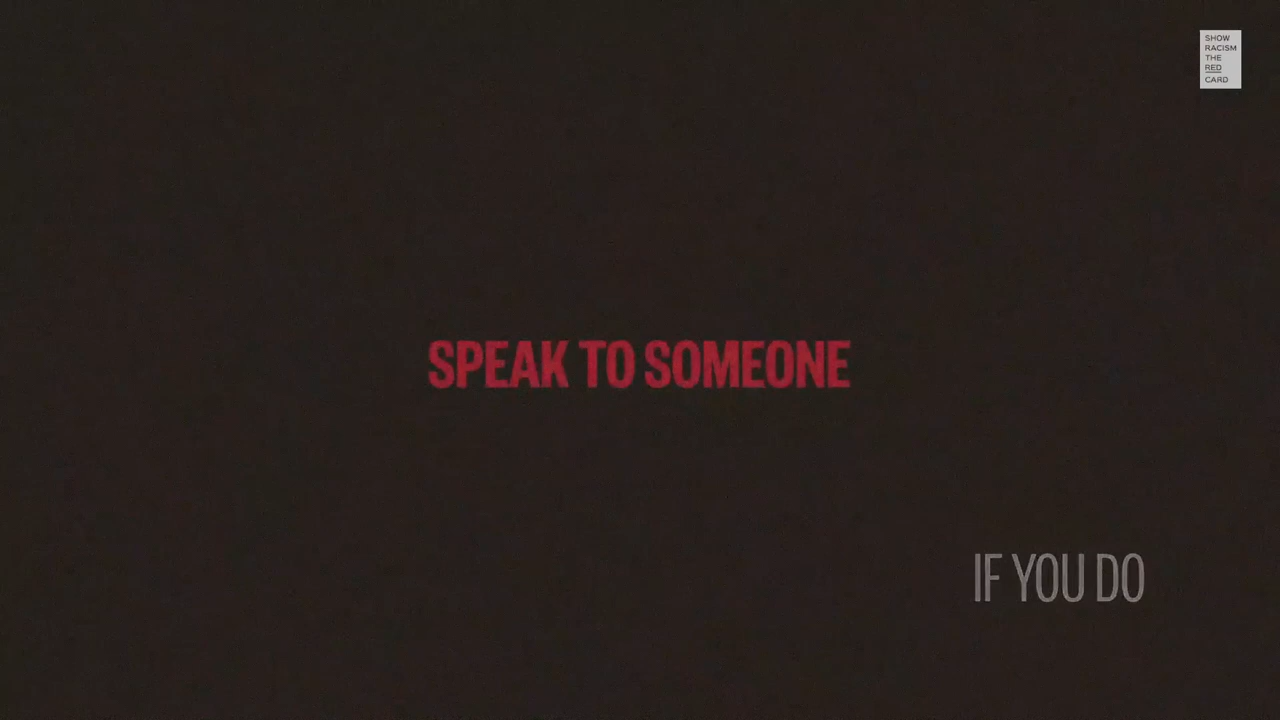 SHOW
RACISM
THE
RED
CARD
SPEAK TO SOMEONE
IF YOU DO